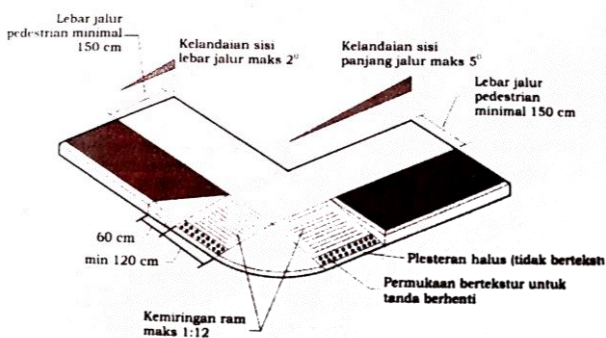 Lebar jalur
pedestrian minimal
150 cm
Kelandaian sisi
lebar jalur maks 2°
Kelandaian sisi
panjang jalur maks 5°
Lebar jalur
pedestrian
minimal 150 cm
60 cm
min 120 cm
Plesteran halus (tidak bertekstu
Permukaan bertekstur untuk
tanda berhenti
Kemiringan ram
maks 1:12